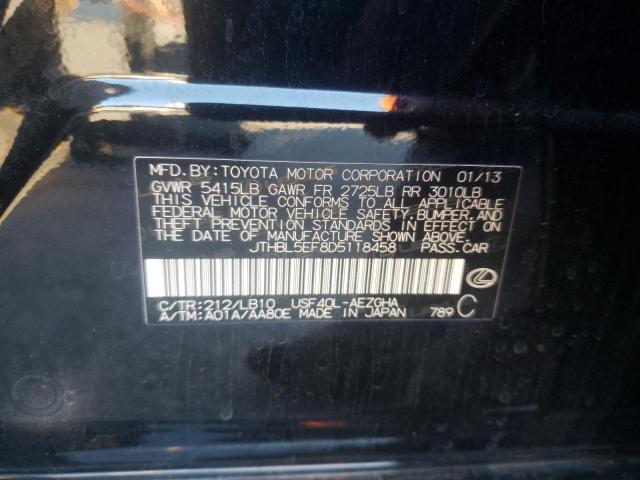 MFD.BY:TOYOTA MOTOR CORPORATION 01/13
GVWR 5415LB GAWR FR 2725LB RR 3010LB
THIS VEHICLE CONFORMS TO ALL APPLICABLE
FEDERAL MOTOR VEHICLE SAFETY, BUMPER, AND
THEFT PREVENTION STANDARDS IN EFFECT ON
THE DATE OF MANUFACTURE SHOWN ABOVE.
JTHBL5EF8D5118458 PASS.CAR
C/TR:212/LB10 USF40L-AEZGHA
A/TM:A01A/AA80E MADE IN JAPAN 789 C